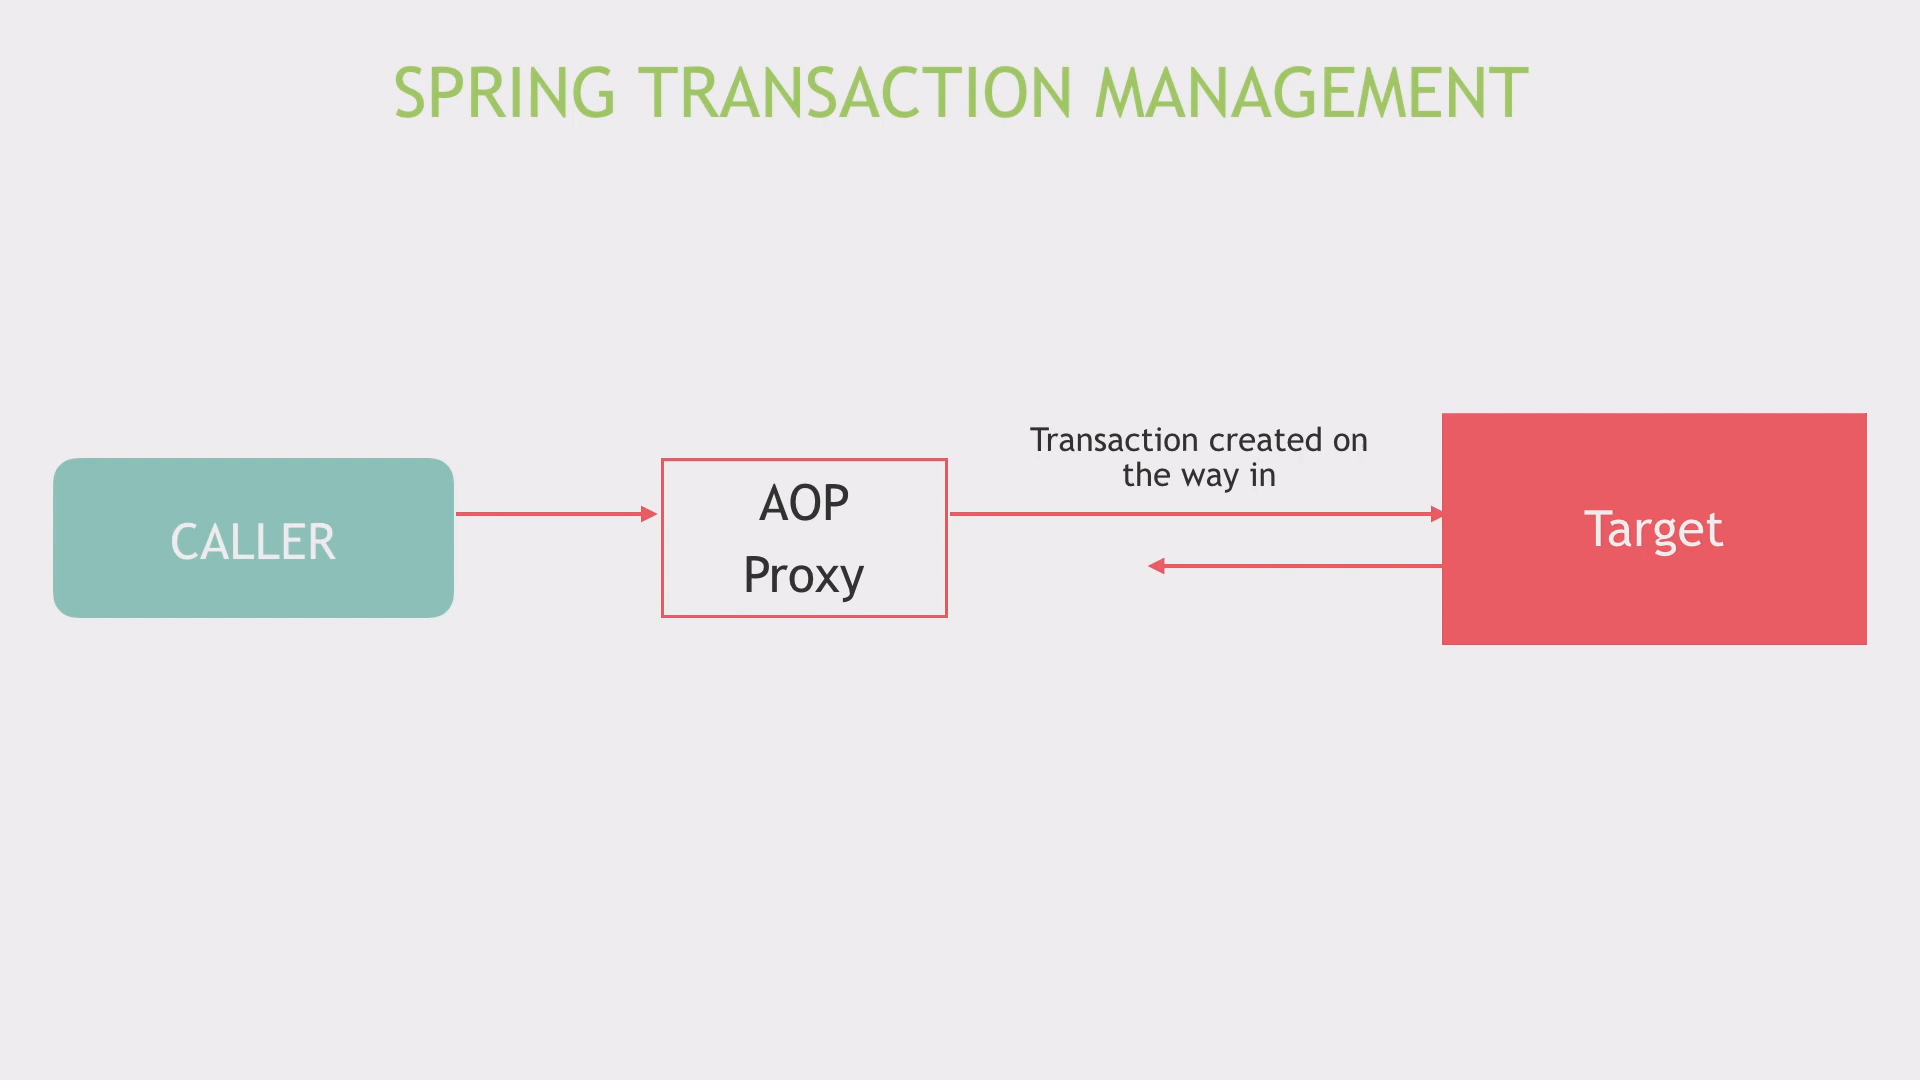 SPRING TRANSACTION MANAGEMENT
CALLER
AOP
Proxy
Transaction created on
the way in
Target